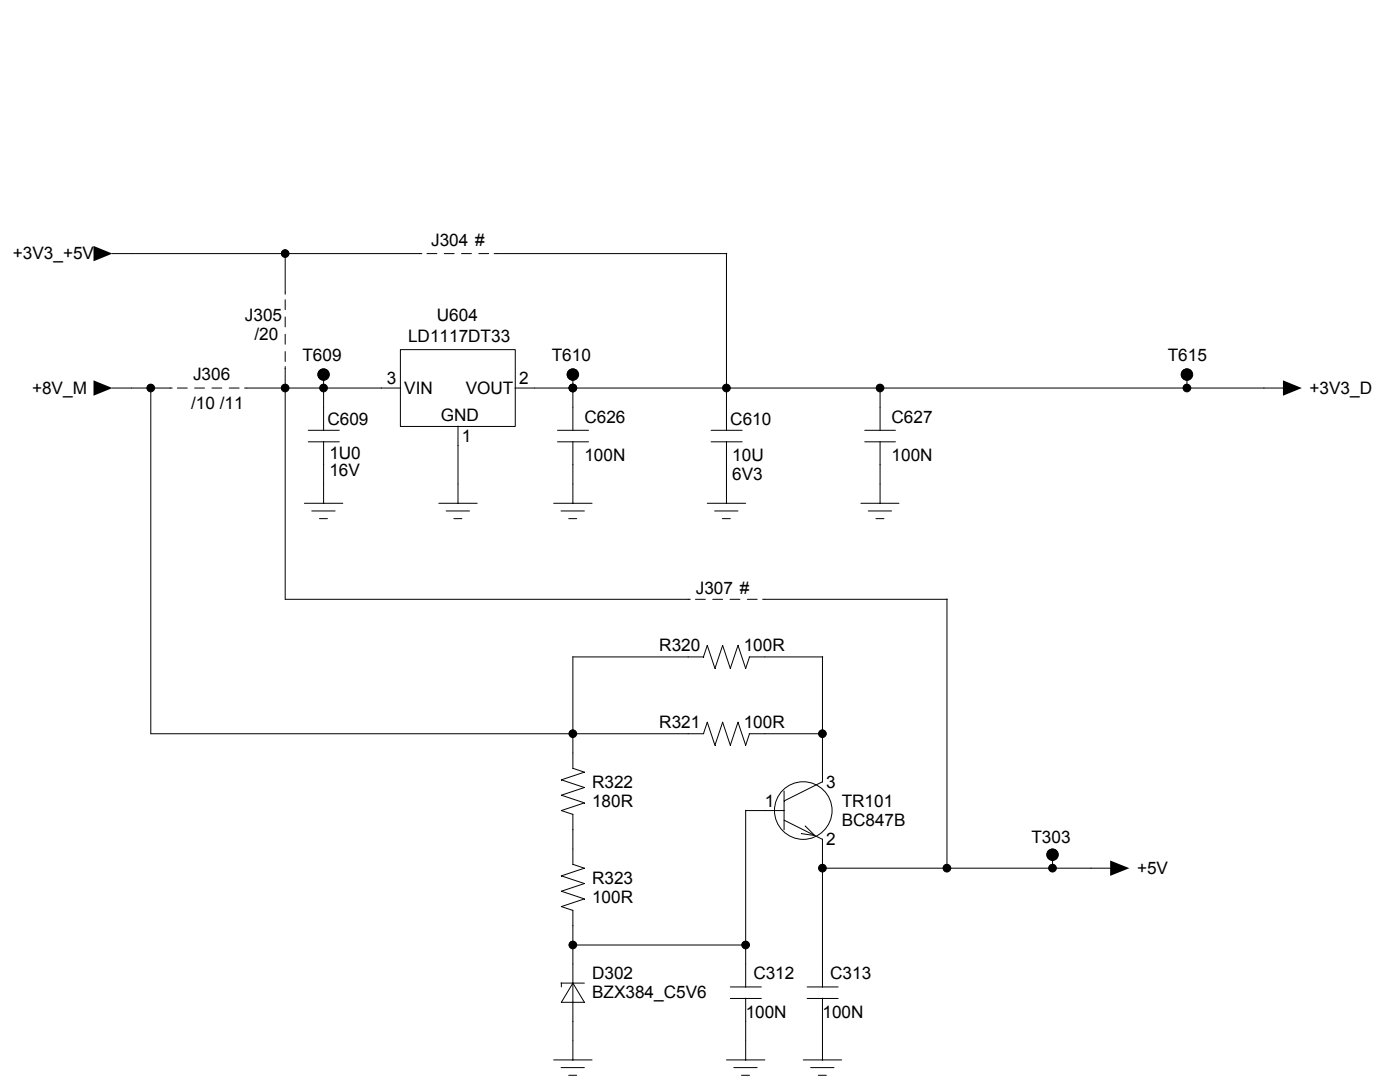 +3V3_+5V
J304 #
J305
/20
U604
LD1117DT33
T609
T610
T615
+8V_M
J306
/10 /11
3
VIN
VOUT
2
+3V3_D
GND
1
C609
1U0
16V
C626
100N
C610
10U
6V3
C627
100N
J307 #
R320
100R
R321
100R
R322
180R
3
1
TR101
BC847B
2
T303
+5V
R323
100R
D302
BZX384_C5V6
C312
100N
C313
100N